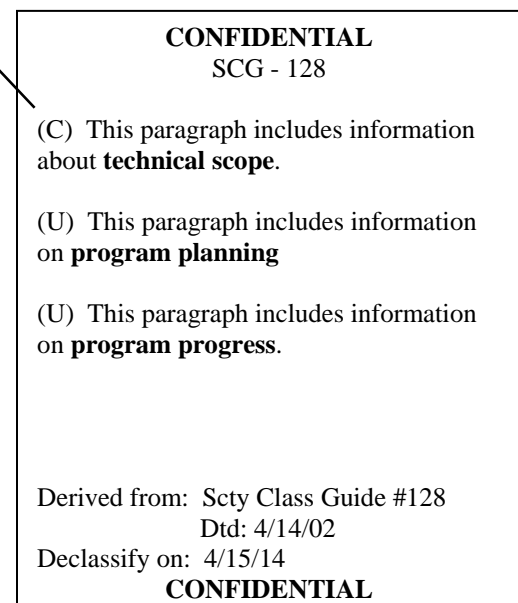 CONFIDENTIAL
SCG - 128
(C) This paragraph includes information
about technical scope.
(U) This paragraph includes information
on program planning
(U) This paragraph includes information
on program progress.
Derived from: Scty Class Guide #128
Dtd: 4/14/02
Declassify on: 4/15/14
CONFIDENTIAL